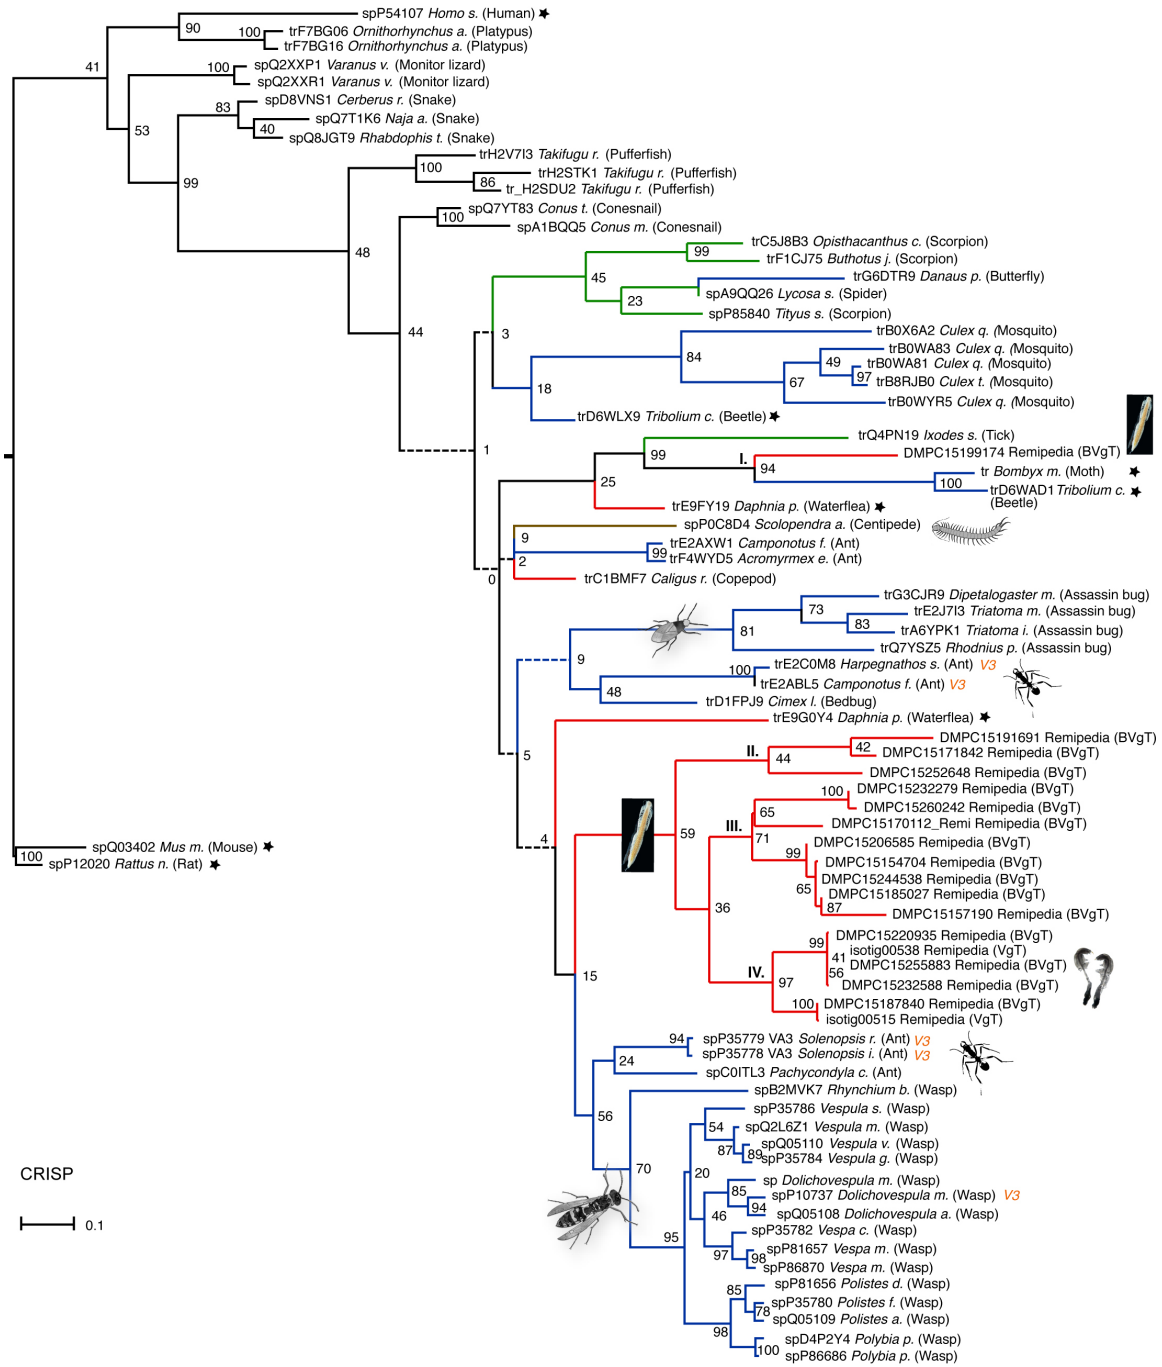 spP54107 Homo s. (Human)
90
100 trF7BG06 Ornithorhynchus a. (Platypus)
trF7BG16 Ornithorhynchus a. (Platypus)
41
100 spQ2XXP1 Varanus v. (Monitor lizard)
spQ2XXR1 Varanus v. (Monitor lizard)
83 spD8VNS1 Cerberus r. (Snake)
spQ7T1K6 Naja a. (Snake)
53
40
spQ8JGT9 Rhabdophis t. (Snake)
trH2V7I3 Takifugu r. (Pufferfish)
100
trH2STK1 Takifugu r. (Pufferfish)
99
86
tr_H2SDU2 Takifugu r. (Pufferfish)
spQ7YT83 Conus t. (Conesnail)
100
spA1BQQ5 Conus m. (Conesnail)
trC5J8B3 Opisthacanthus c. (Scorpion)
48
99
trF1CJ75 Buthotus j. (Scorpion)
45
trG6DTR9 Danaus p. (Butterfly)
spA9QQ26 Lycosa s. (Spider)
23
spP85840 Tityus s. (Scorpion)
44
3
trB0X6A2 Culex q. (Mosquito)
trB0WA83 Culex q. (Mosquito)
84
49
trB0WA81 Culex q. (Mosquito)
97
67
trB8RJB0 Culex t. (Mosquito)
18
trB0WYR5 Culex q. (Mosquito)
trD6WLX9 Tribolium c. (Beetle)
trQ4PN19 Ixodes s. (Tick)
1
99
DMPC15199174 Remipedia (BVgT)
I.
94
tr Bombyx m. (Moth)
25
100
trD6WAD1 Tribolium c.
(Beetle)
trE9FY19 Daphnia p. (Waterflea)
spP0C8D4 Scolopendra a. (Centipede)
9
trE2AXW1 Camponotus f. (Ant)
99
trF4WYD5 Acromyrmex e. (Ant)
2
0
trC1BMF7 Caligus r. (Copepod)
trG3CJR9 Dipetalogaster m. (Assassin bug)
73
trE2J7I3 Triatoma m. (Assassin bug)
83
81
trA6YPK1 Triatoma i. (Assassin bug)
trQ7YSZ5 Rhodnius p. (Assassin bug)
9
100 trE2C0M8 Harpegnathos s. (Ant) V3
trE2ABL5 Camponotus f. (Ant) V3
48
trD1FPJ9 Cimex l. (Bedbug)
trE9G0Y4 Daphnia p. (Waterflea)
DMPC15191691 Remipedia (BVgT)
II.
42
5
44
DMPC15171842 Remipedia (BVgT)
DMPC15252648 Remipedia (BVgT)
100
DMPC15232279 Remipedia (BVgT)
DMPC15260242 Remipedia (BVgT)
65
III.
DMPC15170112_Remi Remipedia (BVgT)
59
71
4
DMPC15206585 Remipedia (BVgT)
spQ03402 Mus m. (Mouse)
99
100
spP12020 Rattus n. (Rat)
DMPC15154704 Remipedia (BVgT)
DMPC15244538 Remipedia (BVgT)
65
DMPC15185027 Remipedia (BVgT)
36
87
DMPC15157190 Remipedia (BVgT)
DMPC15220935 Remipedia (BVgT)
99
isotig00538 Remipedia (VgT)
41
DMPC15255883 Remipedia (BVgT)
IV.
56
15
97
DMPC15232588 Remipedia (BVgT)
100 DMPC15187840 Remipedia (BVgT)
isotig00515 Remipedia (VgT)
94 spP35779 VA3 Solenopsis r. (Ant) V3
spP35778 VA3 Solenopsis i. (Ant) V3
24
spC0ITL3 Pachycondyla c. (Ant)
spB2MVK7 Rhynchium b. (Wasp)
56
spP35786 Vespula s. (Wasp)
54
spQ2L6Z1 Vespula m. (Wasp)
87
spQ05110 Vespula v. (Wasp)
89
spP35784 Vespula g. (Wasp)
70
20
sp Dolichovespula m. (Wasp)
CRISP
85
spP10737 Dolichovespula m. (Wasp) V3
94
46
spQ05108 Dolichovespula a. (Wasp)
0.1
spP35782 Vespa c. (Wasp)
95
97
spP81657 Vespa m. (Wasp)
98
spP86870 Vespa m. (Wasp)
85
spP81656 Polistes d. (Wasp)
spP35780 Polistes f. (Wasp)
78
spQ05109 Polistes a. (Wasp)
98
spD4P2Y4 Polybia p. (Wasp)
100
spP86686 Polybia p. (Wasp)